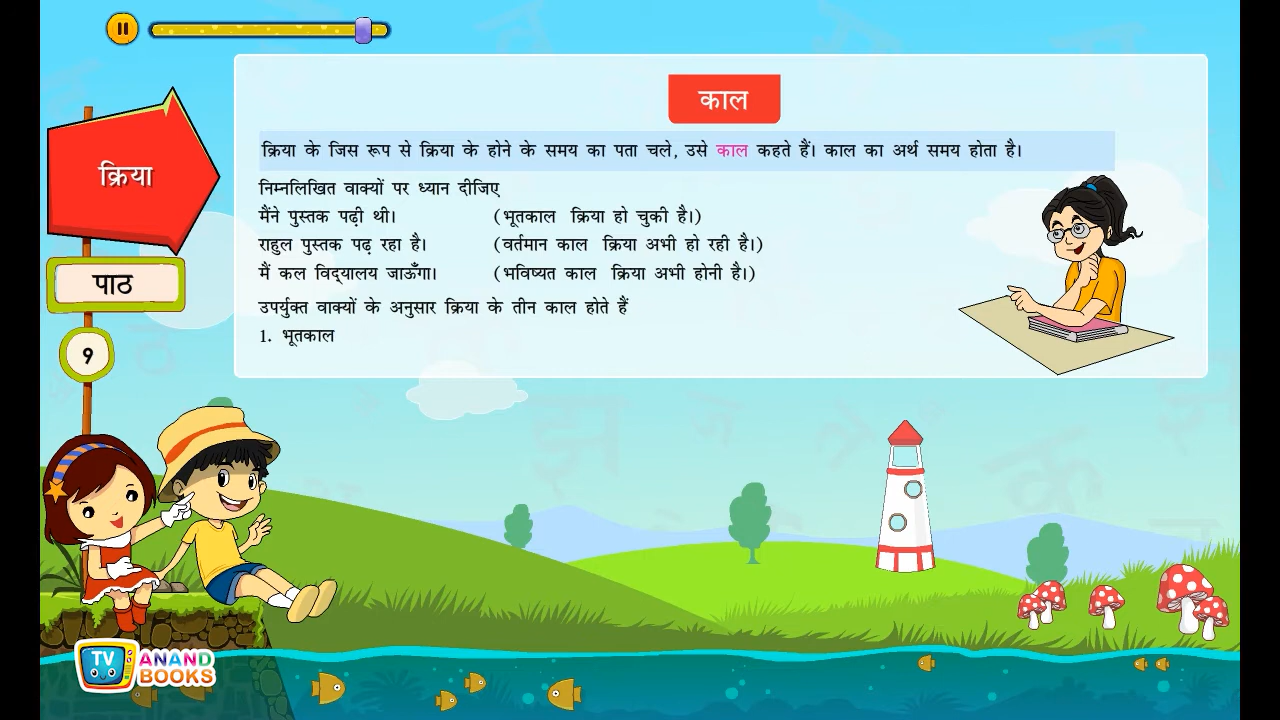 काल
क्रिया के जिस रूप से क्रिया के होने के समय का पता चले, उसे काल कहते हैं। काल का अर्थ समय होता है।
क्रिया
निम्नलिखित वाक्यों पर ध्यान दीजिए
मैंने पुस्तक पढ़ी थी। (भूतकाल क्रिया हो चुकी है।)
राहुल पुस्तक पढ़ रहा है। (वर्तमान काल क्रिया अभी हो रही है।)
मैं कल विद्यालय जाऊँगा। (भविष्यत काल क्रिया अभी होनी है।)
पाठ
उपर्युक्त वाक्यों के अनुसार क्रिया के तीन काल होते हैं
1. भूतकाल
९
TV ANAND
BOOKS